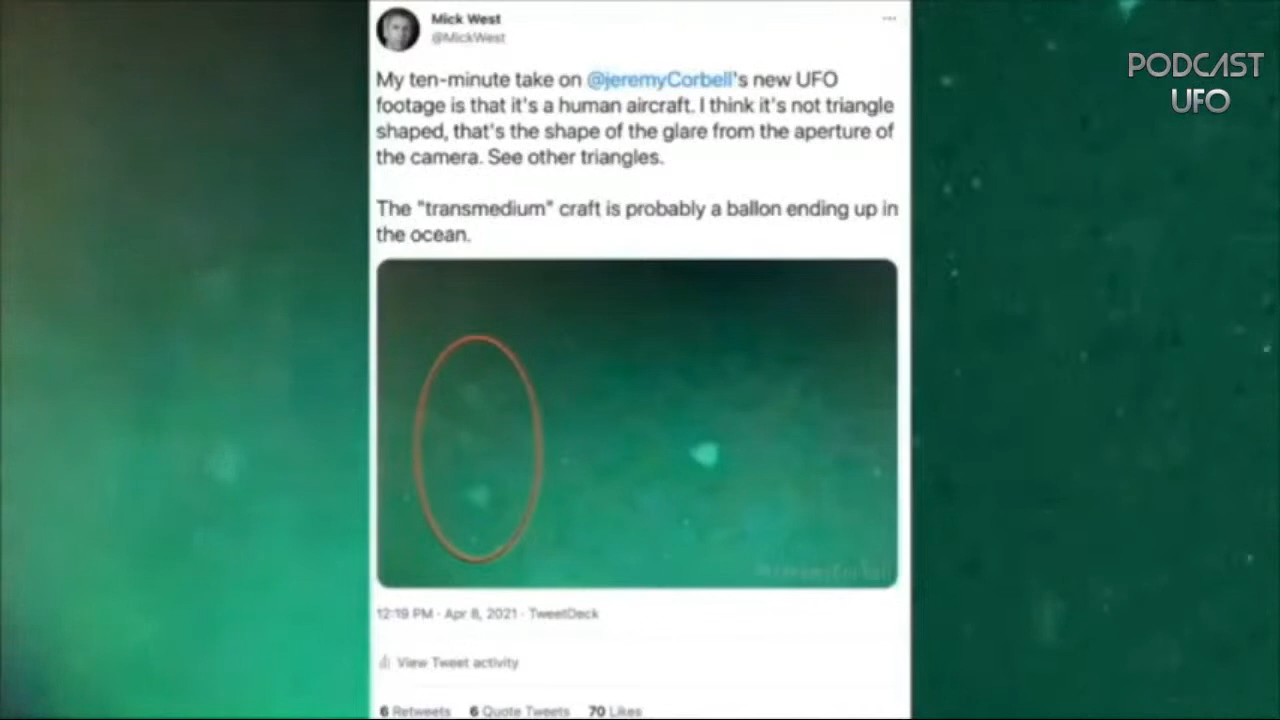 Mick West
@MickWest
PODCAST
UFO
My ten-minute take on @jeremyCorbell's new UFO
footage is that it's a human aircraft. I think it's not triangle
shaped, that's the shape of the glare from the aperture of
the camera. See other triangles.
The "transmedium" craft is probably a ballon ending up in
the ocean.
12:19 PM · Apr 8, 2021 · TweetDeck
View Tweet activity
6 Retweets 6 Quote Tweets 70 Likes